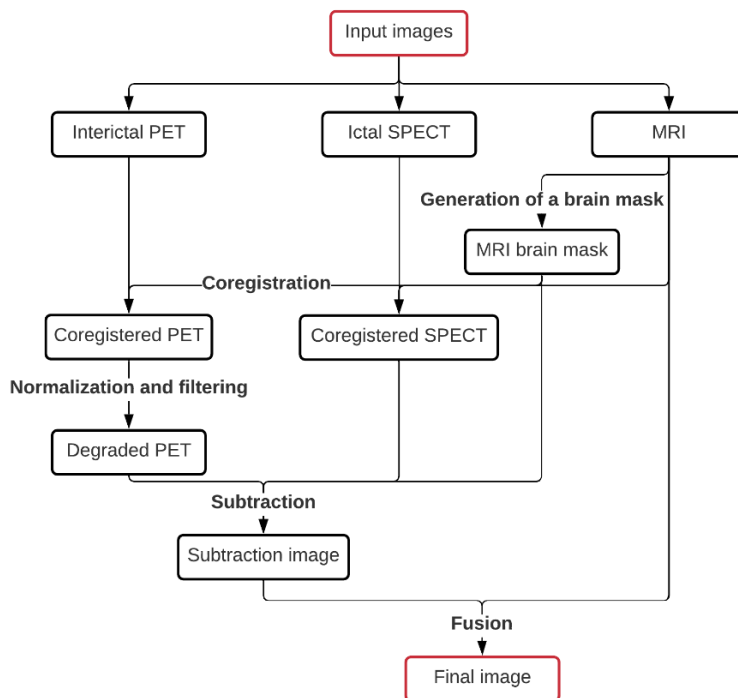 Input images
Interictal PET
Ictal SPECT
MRI
Generation of a brain mask
MRI brain mask
Coregistration
Coregistered PET
Coregistered SPECT
Normalization and filtering
Degraded PET
Subtraction
Subtraction image
Fusion
Final image